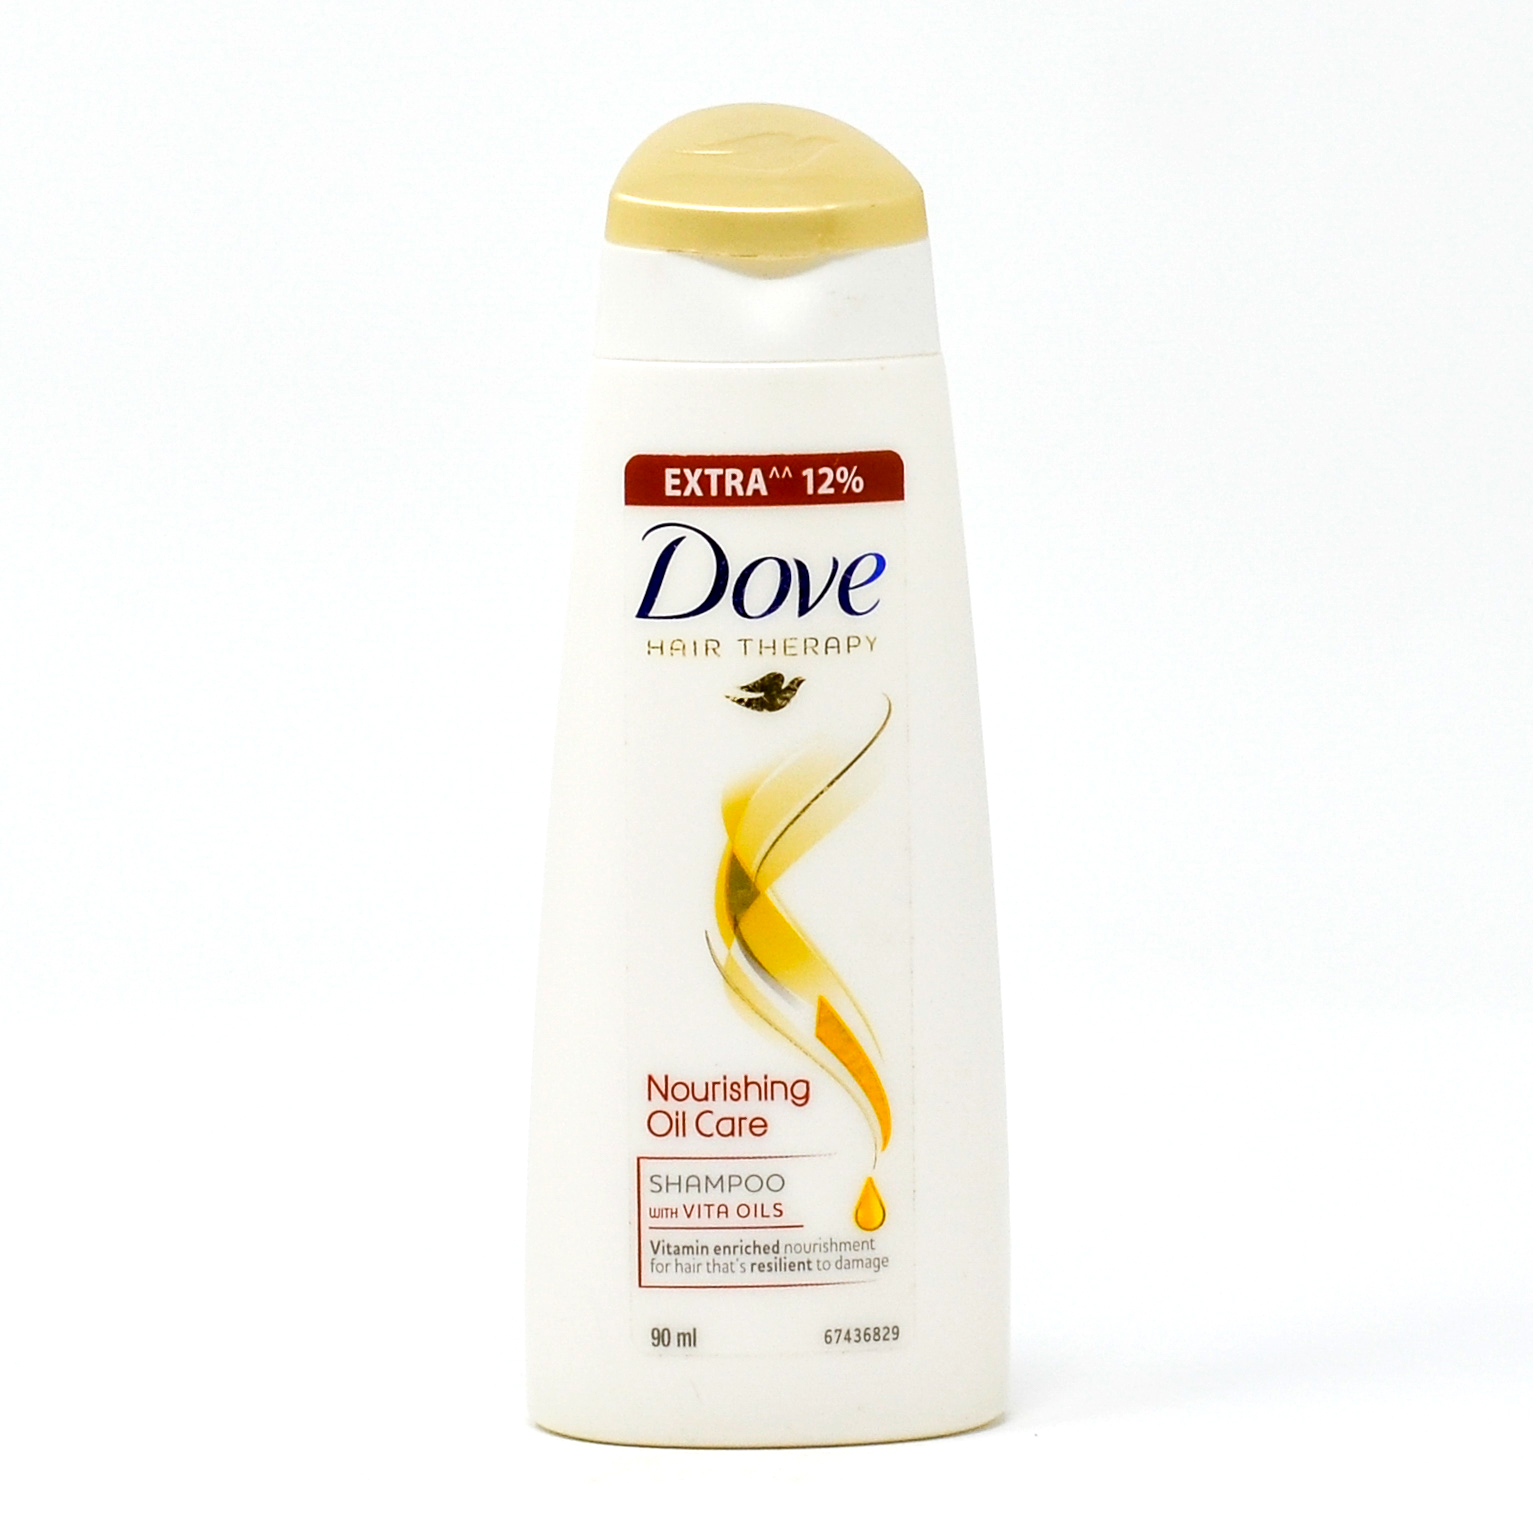 EXTRA^^ 12%
Dove
HAIR THERAPY
Nourishing
Oil Care
SHAMPOO
WITH VITA OILS
Vitamin enriched nourishment
for hair that's resilient to damage
90 ml 67436829